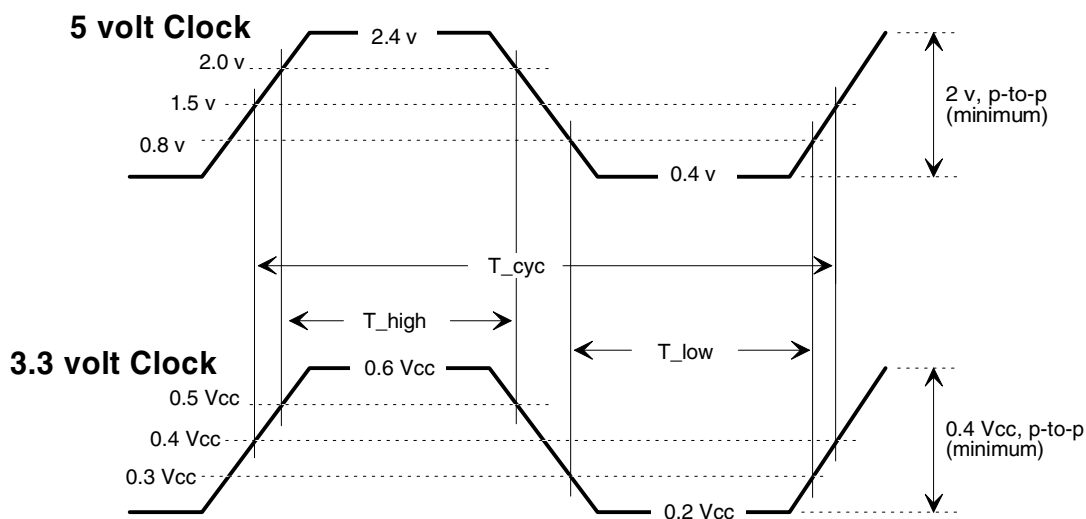 5 volt Clock
2.4 v
2.0 v
1.5 v
2 v, p-to-p
(minimum)
0.8 v
0.4 v
T_cyc
T_high
T_low
3.3 volt Clock
0.6 Vcc
0.5 Vcc
0.4 Vcc
0.4 Vcc, p-to-p
(minimum)
0.3 Vcc
0.2 Vcc